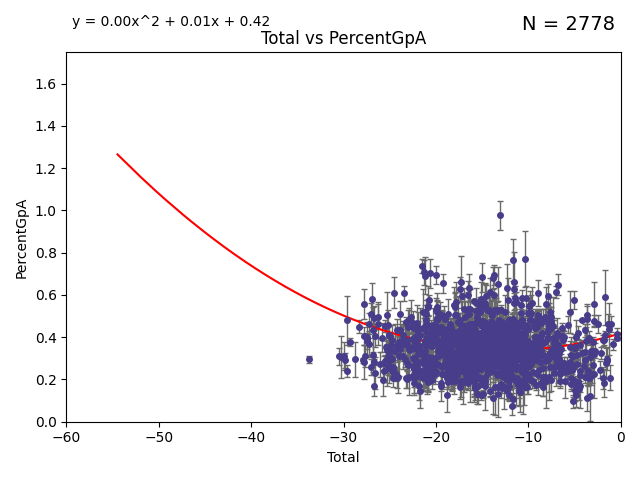 y = 0.00x^2 + 0.01x + 0.42
N = 2778
Total vs PercentGpA
PercentGpA
1.6
1.4
1.2
1.0
0.8
0.6
0.4
0.2
0.0
−60 −50 −40 −30 −20 −10 0
Total